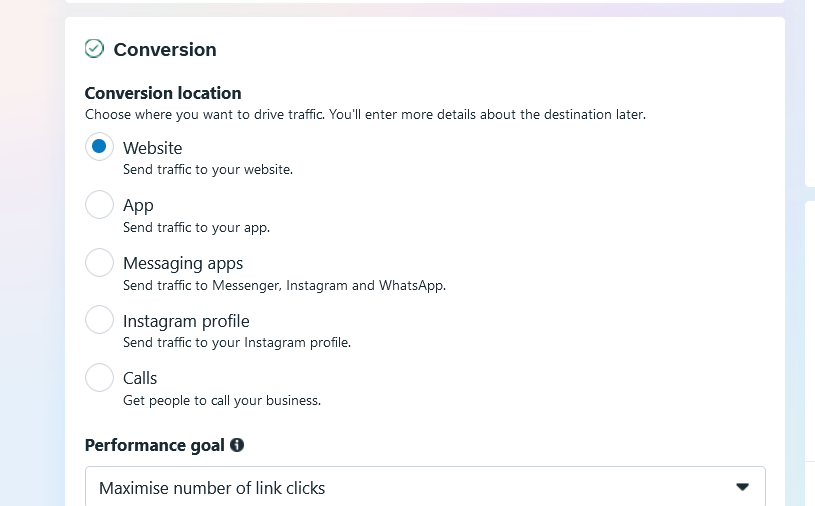 Conversion
Conversion location
Choose where you want to drive traffic. You'll enter more details about the destination later.
Website
Send traffic to your website.
App
Send traffic to your app.
Messaging apps
Send traffic to Messenger, Instagram and WhatsApp.
Instagram profile
Send traffic to your Instagram profile.
Calls
Get people to call your business.
Performance goal
Maximise number of link clicks